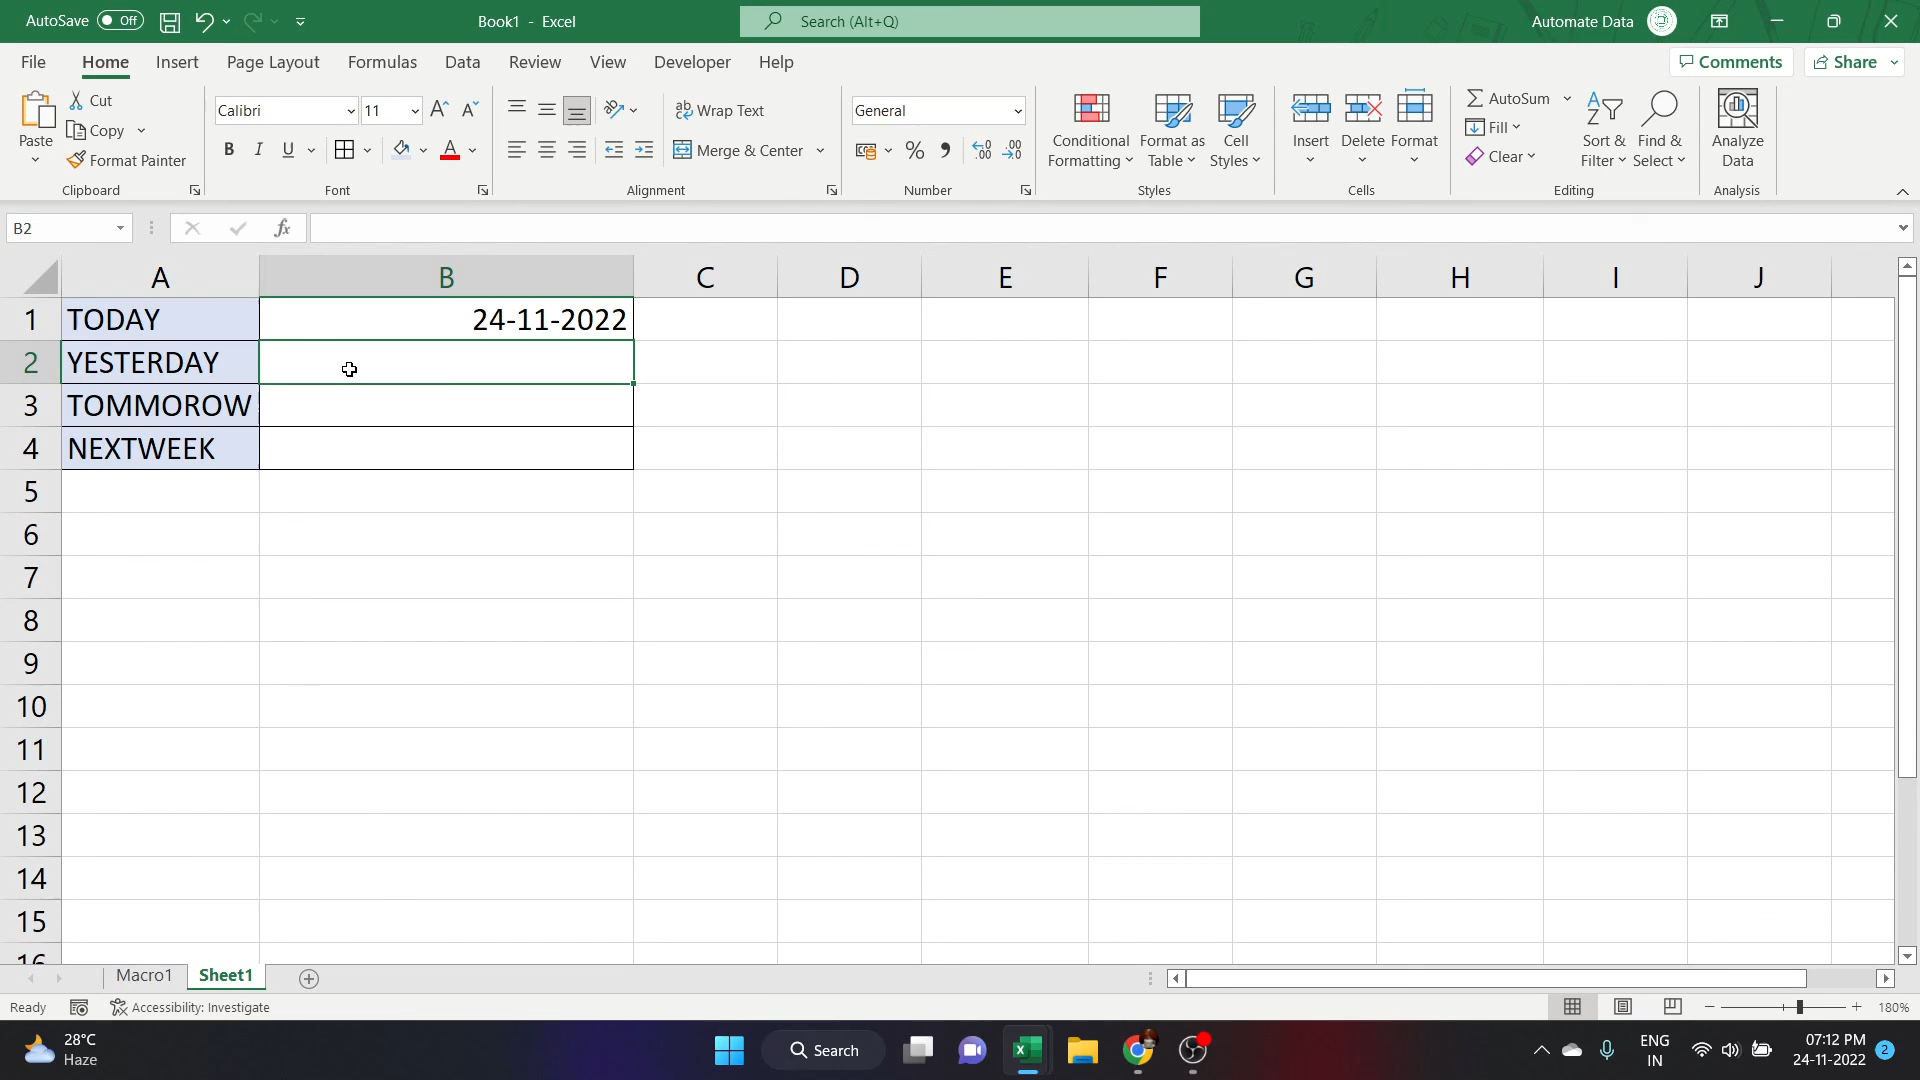 AutoSave Off Book1 - Excel Search (Alt+Q) Automate Data
File Home Insert Page Layout Formulas Data Review View Developer Help Comments Share
Paste Cut Copy Format Painter Clipboard
Calibri 11 B I U A Font
ab Wrap Text Merge & Center Alignment
General % Number
Conditional Formatting Format as Table Cell Styles Styles
Insert Delete Format Cells
AutoSum Fill Clear Sort & Filter Find & Select Editing
Analyze Data Analysis
B2 fx
A B C D E F G H I J
1 TODAY 24-11-2022
2 YESTERDAY
3 TOMMOROW
4 NEXTWEEK
5
6
7
8
9
10
11
12
13
14
15
16
Macro1 Sheet1
Ready Accessibility: Investigate 180%
28°C
Haze
Search
ENG
IN
07:12 PM
24-11-2022
2